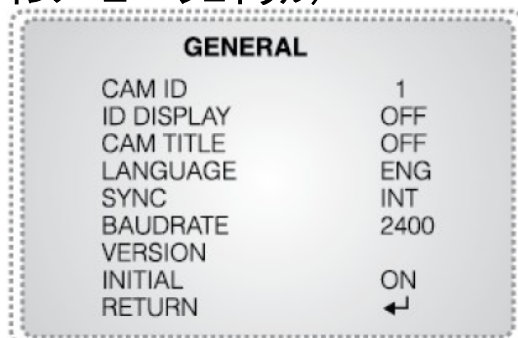 GENERAL
CAM ID 1
ID DISPLAY OFF
CAM TITLE OFF
LANGUAGE ENG
SYNC INT
BAUDRATE 2400
VERSION
INITIAL ON
RETURN ↵